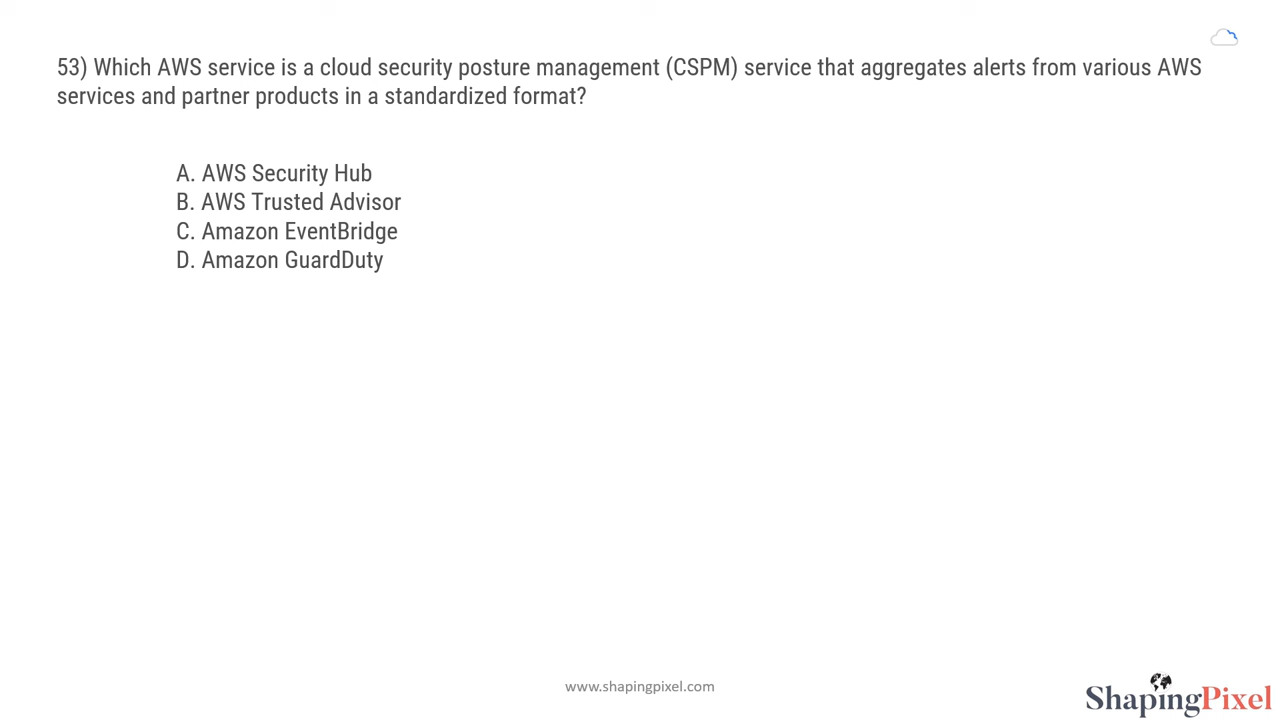 53) Which AWS service is a cloud security posture management (CSPM) service that aggregates alerts from various AWS
services and partner products in a standardized format?
A. AWS Security Hub
B. AWS Trusted Advisor
C. Amazon EventBridge
D. Amazon GuardDuty
www.shapingpixel.com
ShapingPixel